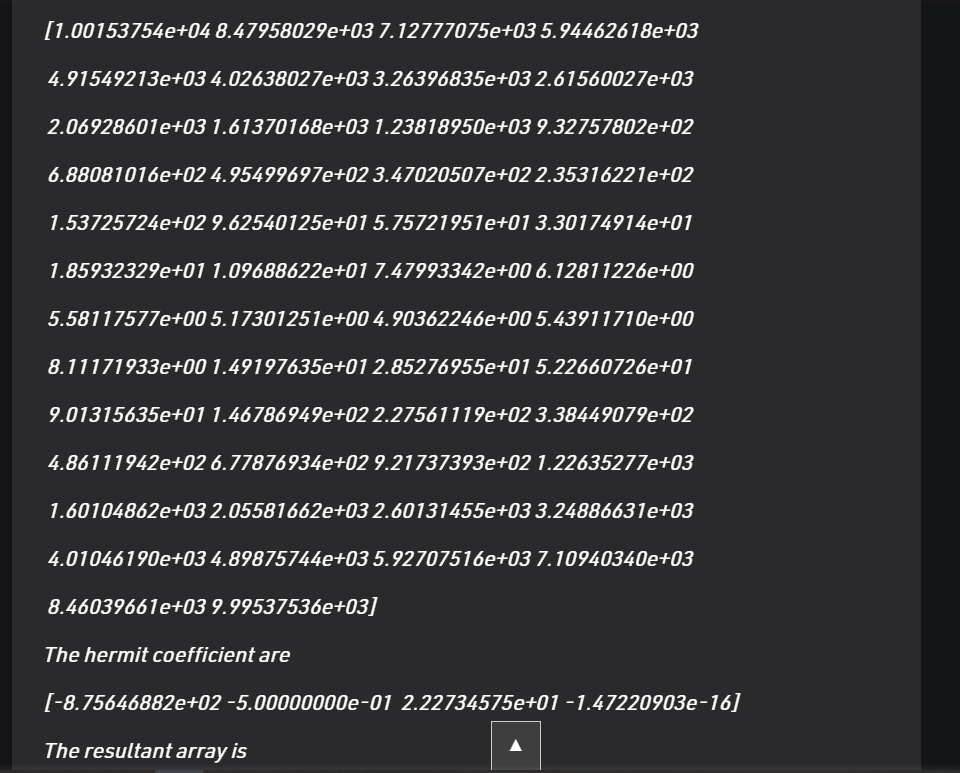 [1.00153754e+04 8.47958029e+03 7.12777075e+03 5.94462618e+03
4.91549213e+03 4.02638027e+03 3.26396835e+03 2.61560027e+03
2.06928601e+03 1.61370168e+03 1.23818950e+03 9.32757802e+02
6.88081016e+02 4.95499697e+02 3.47020507e+02 2.35316221e+02
1.53725724e+02 9.62540125e+01 5.75721951e+01 3.30174914e+01
1.85932329e+01 1.09688622e+01 7.47993342e+00 6.12811226e+00
5.58117577e+00 5.17301251e+00 4.90362246e+00 5.43911710e+00
8.11171933e+00 1.49197635e+01 2.85276955e+01 5.22660726e+01
9.01315635e+01 1.46786949e+02 2.27561119e+02 3.38449079e+02
4.86111942e+02 6.77876934e+02 9.21737393e+02 1.22635277e+03
1.60104862e+03 2.05581662e+03 2.60131455e+03 3.24886631e+03
4.01046190e+03 4.89875744e+03 5.92707516e+03 7.10940340e+03
8.46039661e+03 9.99537536e+03]
The hermit coefficient are
[-8.75646882e+02 -5.00000000e-01 2.22734575e+01 -1.47220903e-16]
The resultant array is